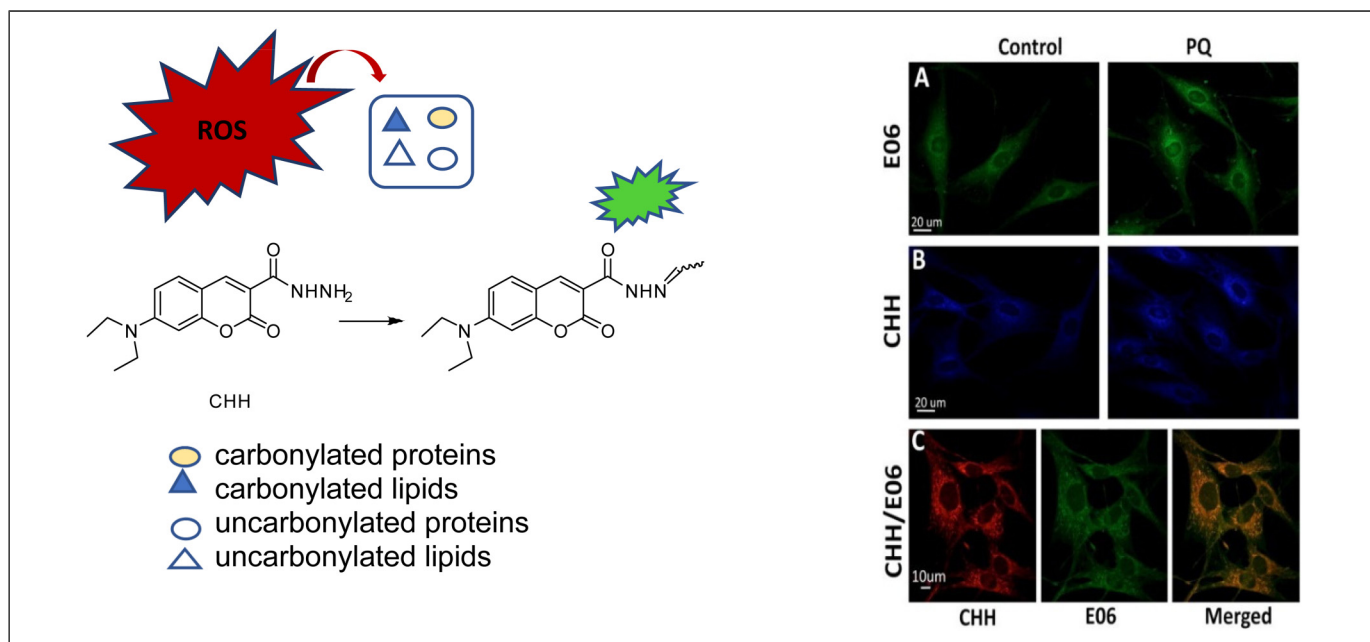 ROS
O
NHNH₂
N
O
O
CHH
O
NHN
N
O
O
carbonylated proteins
carbonylated lipids
uncarbonylated proteins
uncarbonylated lipids
Control PQ
A
E06
20 um
B
CHH
20 um
C
CHH/E06
10um
CHH E06 Merged